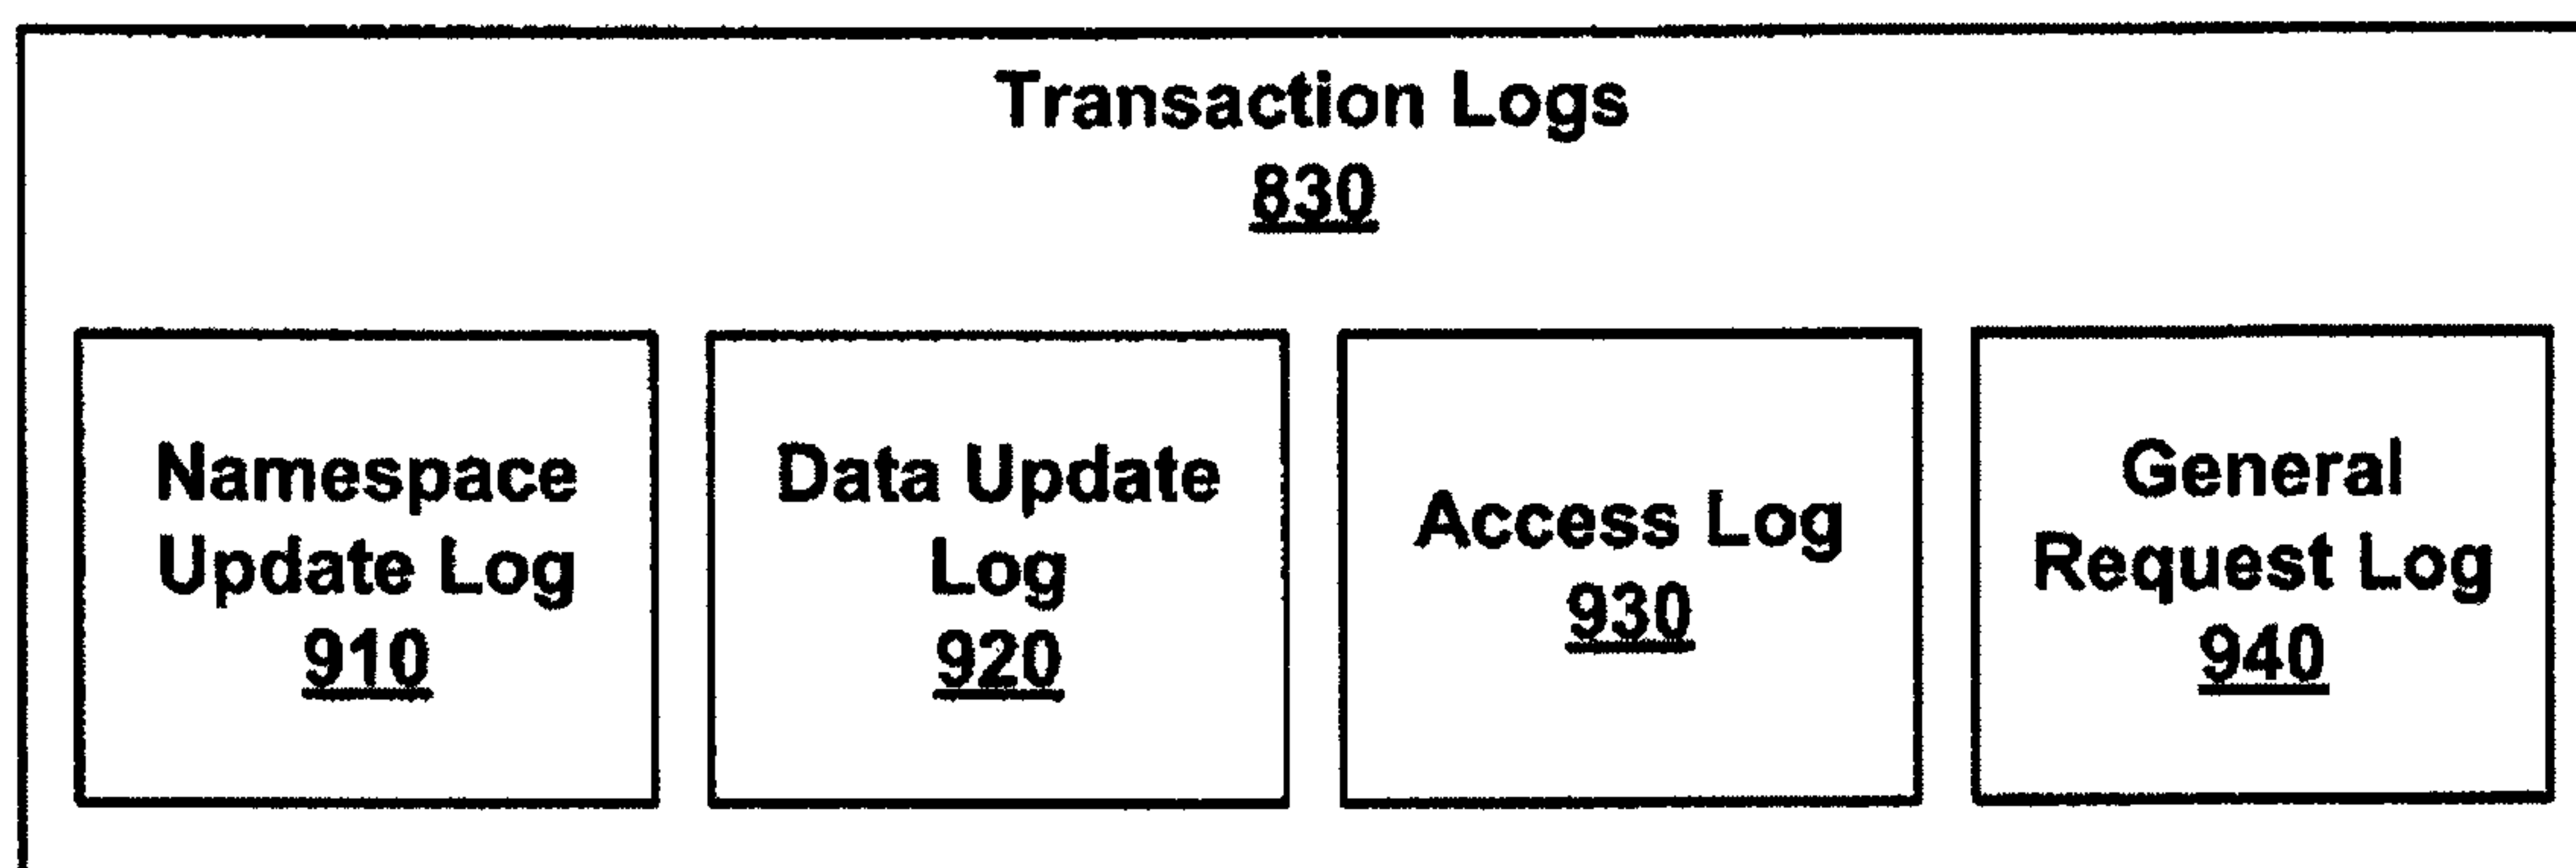 Transaction Logs
830
Namespace
Update Log
910
Data Update
Log
920
Access Log
930
General
Request Log
940